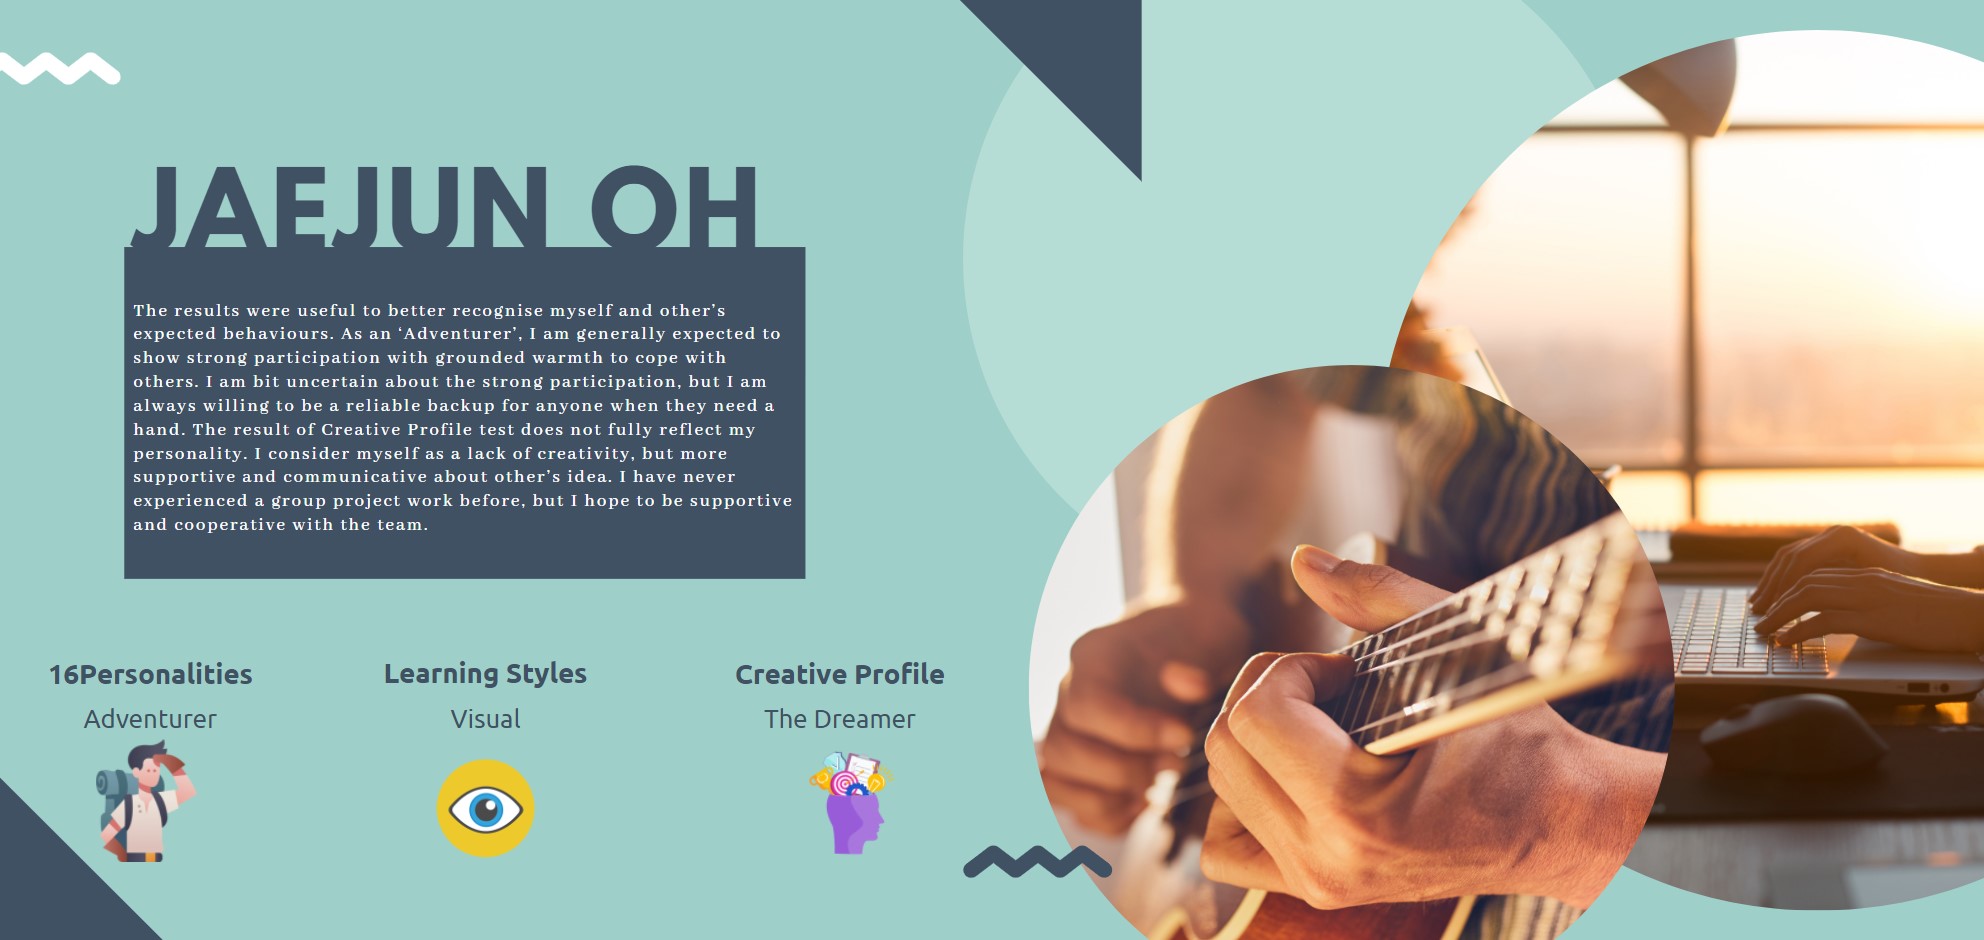 JAEJUN OH
The results were useful to better recognise myself and other’s
expected behaviours. As an ‘Adventurer’, I am generally expected to
show strong participation with grounded warmth to cope with
others. I am bit uncertain about the strong participation, but I am
always willing to be a reliable backup for anyone when they need a
hand. The result of Creative Profile test does not fully reflect my
personality. I consider myself as a lack of creativity, but more
supportive and communicative about other’s idea. I have never
experienced a group project work before, but I hope to be supportive
and cooperative with the team.
16Personalities
Adventurer
Learning Styles
Visual
Creative Profile
The Dreamer